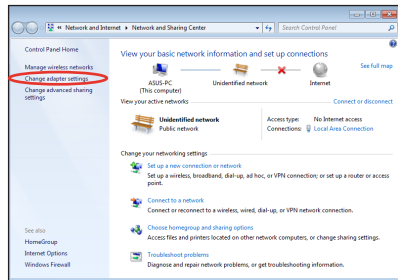 « Network and Internet ▸ Network and Sharing Center
Search Control Panel
Control Panel Home
Manage wireless networks
Change adapter settings
Change advanced sharing
settings
See also
HomeGroup
Internet Options
Windows Firewall
View your basic network information and set up connections
See full map
ASUS-PC
(This computer)
Unidentified network
Internet
View your active networks
Connect or disconnect
Unidentified network
Public network
Access type: No Internet access
Connections: Local Area Connection
Change your networking settings
Set up a new connection or network
Set up a wireless, broadband, dial-up, ad hoc, or VPN connection; or set up a router or access
point.
Connect to a network
Connect or reconnect to a wireless, wired, dial-up, or VPN network connection.
Choose homegroup and sharing options
Access files and printers located on other network computers, or change sharing settings.
Troubleshoot problems
Diagnose and repair network problems, or get troubleshooting information.